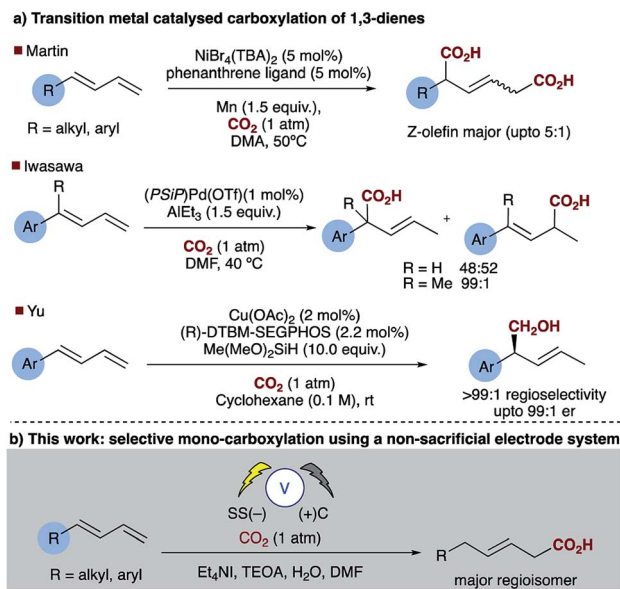 a) Transition metal catalysed carboxylation of 1,3-dienes
Martin
R
NiBr4(TBA)2 (5 mol%)
phenanthrene ligand (5 mol%)
Mn (1.5 equiv.),
CO2 (1 atm)
DMA, 50ºC
R = alkyl, aryl
CO2H
R
CO2H
Z-olefin major (upto 5:1)
Iwasawa
R
Ar
(PSiP)Pd(OTf)(1 mol%)
AlEt3 (1.5 equiv.)
CO2 (1 atm)
DMF, 40 ºC
R CO2H
Ar
+
R CO2H
Ar
R = H 48:52
R = Me 99:1
Yu
Ar
Cu(OAc)2 (2 mol%)
(R)-DTBM-SEGPHOS (2.2 mol%)
Me(MeO)2SiH (10.0 equiv.)
CO2 (1 atm)
Cyclohexane (0.1 M), rt
CH2OH
Ar
>99:1 regioselectivity
upto 99:1 er
b) This work: selective mono-carboxylation using a non-sacrificial electrode system
V
SS(–) (+)C
CO2 (1 atm)
Et4NI, TEOA, H2O, DMF
R
R = alkyl, aryl
R CO2H
major regioisomer